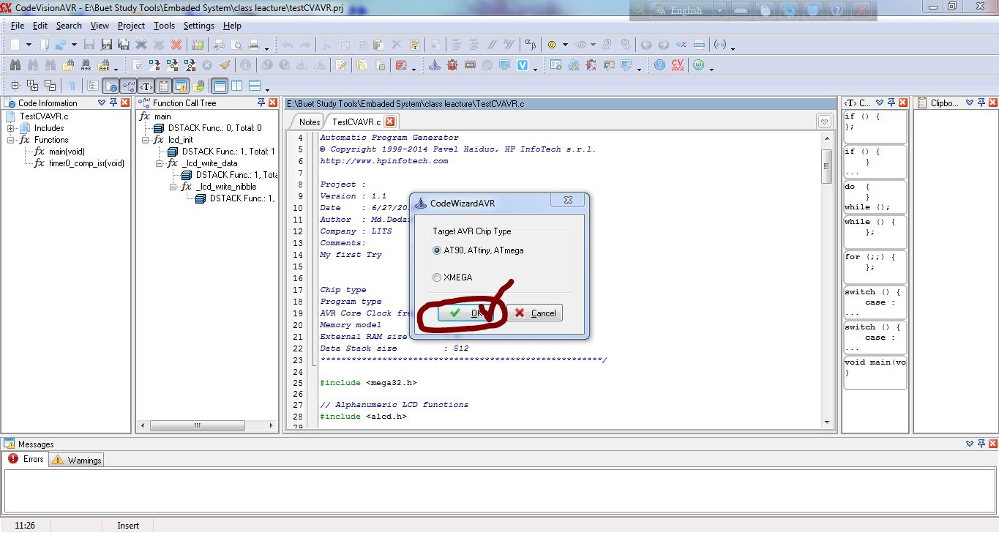 CodeVisionAVR - E:\Buet Study Tools\Embaded System\class leacture\testCVAVR.prj
English
File Edit Search View Project Tools Settings Help
Code Information
Function Call Tree
E:\Buet Study Tools\Embaded System\class leacture\TestCVAVR.c
<T> C...
Clipbo...
TestCVAVR.c
Includes
Functions
main(void)
timer0_comp_isr(void)
main
DSTACK Func.: 0, Total: 0
lcd_init
DSTACK Func.: 1, Total: 1
_lcd_write_data
DSTACK Func.: 1, Tota
_lcd_write_nibble
DSTACK Func.: 1,
Notes TestCVAVR.c
4 Automatic Program Generator
5 © Copyright 1998-2014 Pavel Haiduc, HP InfoTech s.r.l.
6 http://www.hpinfotech.com
7
8 Project :
9 Version : 1.1
10 Date : 6/27/20
11 Author : Md.Deda
12 Company : LITS
13 Comments:
14 My first Try
15
16
17 Chip type
18 Program type
19 AVR Core Clock fre
20 Memory model
21 External RAM size
22 Data Stack size : 512
23 *******************************************************/
24
25 #include <mega32.h>
26
27 // Alphanumeric LCD functions
28 #include <alcd.h>
29
CodeWizardAVR
Target AVR Chip Type
AT90, ATtiny, ATmega
XMEGA
OK Cancel
if () {
};
if () {
}
...
do {
}
while ();
while () {
};
for (;;) {
};
switch () {
case :
...
switch () {
case :
...
void main(vo
}
Messages
Errors Warnings
11:26 Insert